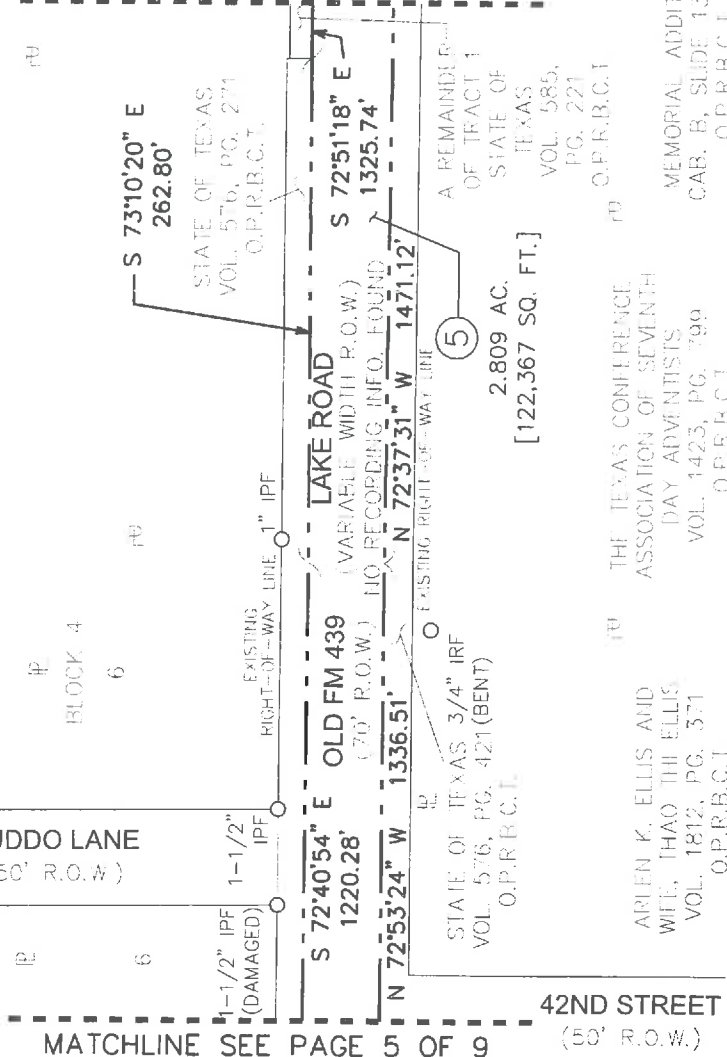 S 73°10'20" E
262.80'
STATE OF TEXAS
VOL. 576, PG. 271
O.P.R.B.C.T.
S 72°51'18" E
1325.74'
A REMAINDER
OF TRACT 1
STATE OF
TEXAS
VOL. 585,
PG. 221
O.P.R.B.C.T
MEMORIAL ADDIT
CAB. B, SLIDE
O.P.R.B.C.T
BLOCK 4
6
EXISTING
RIGHT-OF-WAY LINE
1" IPF
LAKE ROAD
(VARIABLE WIDTH R.O.W.)
NO RECORDING INFO. FOUND
OLD FM 439
(70' R.O.W.)
N 72°37'31" W 1471.12'
EXISTING RIGHT-OF-WAY LINE
5
2.809 AC.
[122,367 SQ. FT.]
THE TEXAS CONFERENCE
ASSOCIATION OF SEVENTH
DAY ADVENTISTS
VOL. 1423, PG. 799
O.P.R.B.C.T.
UDDO LANE
R.O.W.)
1-1/2"
IPF
1-1/2" IPF
(DAMAGED)
6
S 72°40'54" E
1220.28'
N 72°53'24" W 1336.51'
3/4" IRF
(BENT)
STATE OF TEXAS
VOL. 576, PG. 421
O.P.R.B.C.T.
ARLEN K. ELLIS AND
WIFE, THAO THI ELLIS
VOL. 1812, PG. 371
O.P.R.B.C.T.
42ND STREET
(50' R.O.W.)
MATCHLINE SEE PAGE 5 OF 9